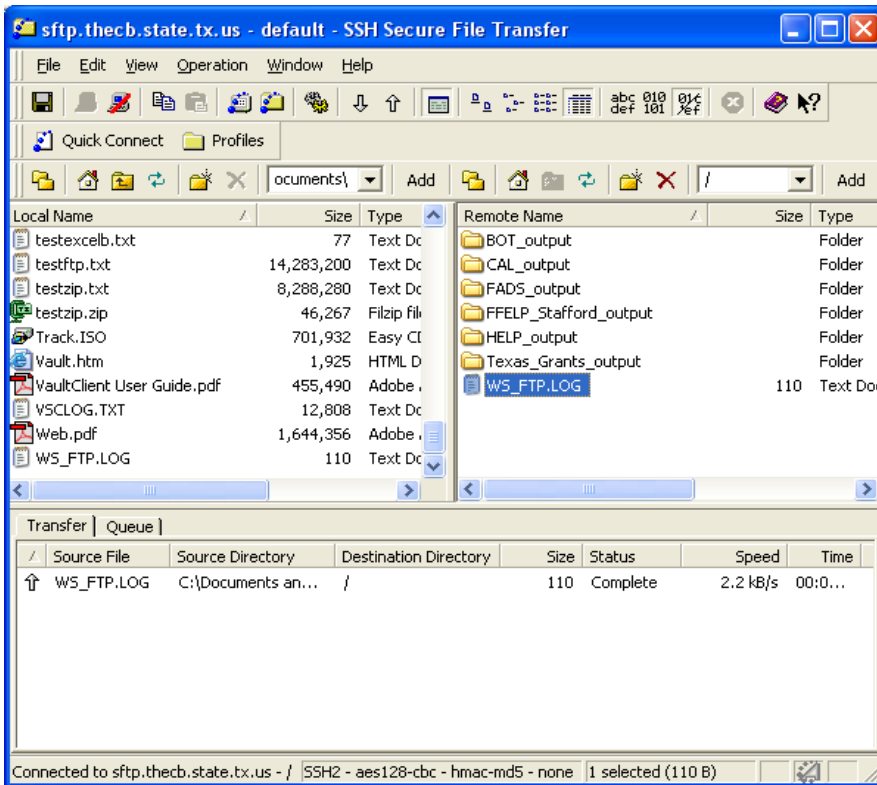 sftp.thecb.state.tx.us - default - SSH Secure File Transfer
File Edit View Operation Window Help
abc def 010 101
Quick Connect Profiles
ocuments\ Add / Add
Local Name / Size Type
testexcelb.txt 77 Text Dc
testftp.txt 14,283,200 Text Dc
testzip.txt 8,288,280 Text Dc
testzip.zip 46,267 Filzip file
Track.ISO 701,932 Easy CD
Vault.htm 1,925 HTML D
VaultClient User Guide.pdf 455,490 Adobe
VSCLOG.TXT 12,808 Text Dc
Web.pdf 1,644,356 Adobe
WS_FTP.LOG 110 Text Dc
Remote Name / Size Type
BOT_output Folder
CAL_output Folder
FADS_output Folder
FFELP_Stafford_output Folder
HELP_output Folder
Texas_Grants_output Folder
WS_FTP.LOG 110 Text Do
Transfer Queue
/ Source File Source Directory Destination Directory Size Status Speed Time
WS_FTP.LOG C:\Documents an... / 110 Complete 2.2 kB/s 00:0...
Connected to sftp.thecb.state.tx.us - / SSH2 - aes128-cbc - hmac-md5 - none 1 selected (110 B)